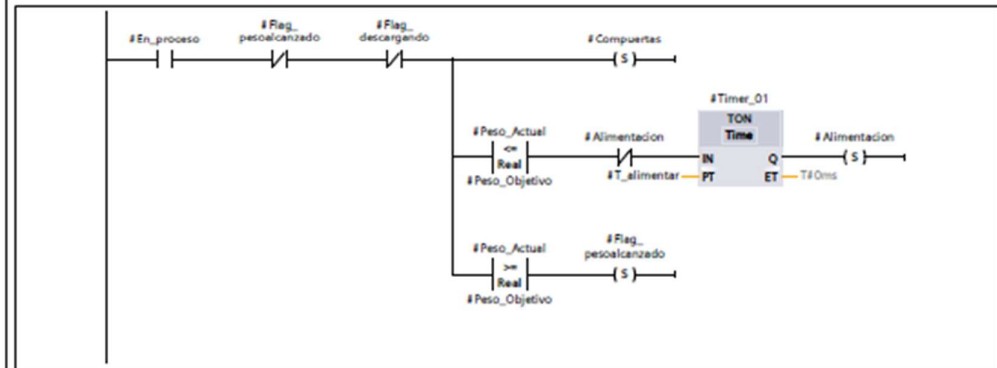 #En_proceso
#Flag_
pesoalcanzado
#Flag_
descargando
#Compuertas
( S )
#Timer_01
TON
Time
#Peso_Actual
<=
Real
#Peso_Objetivo
#Alimentacion
#T_alimentar
IN
PT
Q
ET
T#0ms
#Alimentacion
( S )
#Peso_Actual
>=
Real
#Peso_Objetivo
#Flag_
pesoalcanzado
( S )